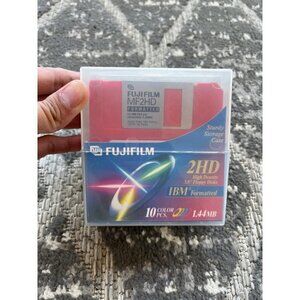 FUJIFILM
MF2HD
FORMATTED
Sturdy
Storage
Case
FUJIFILM
2HD
High Density
3.5" Floppy Disks
IBM Formatted
10 COLOR
PCS.
1.44MB